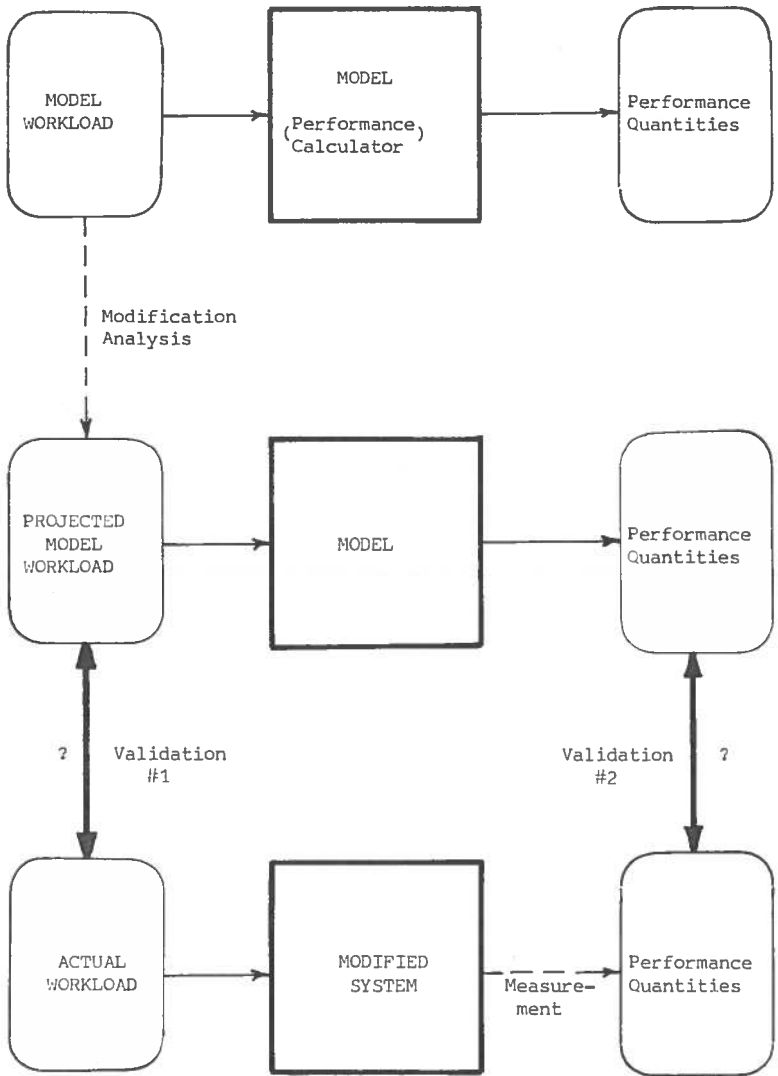 MODEL
WORKLOAD
MODEL
(Performance)
Calculator
Performance
Quantities
Modification
Analysis
PROJECTED
MODEL
WORKLOAD
MODEL
Performance
Quantities
? Validation
#1
Validation ?
#2
ACTUAL
WORKLOAD
MODIFIED
SYSTEM
Measure-
ment
Performance
Quantities